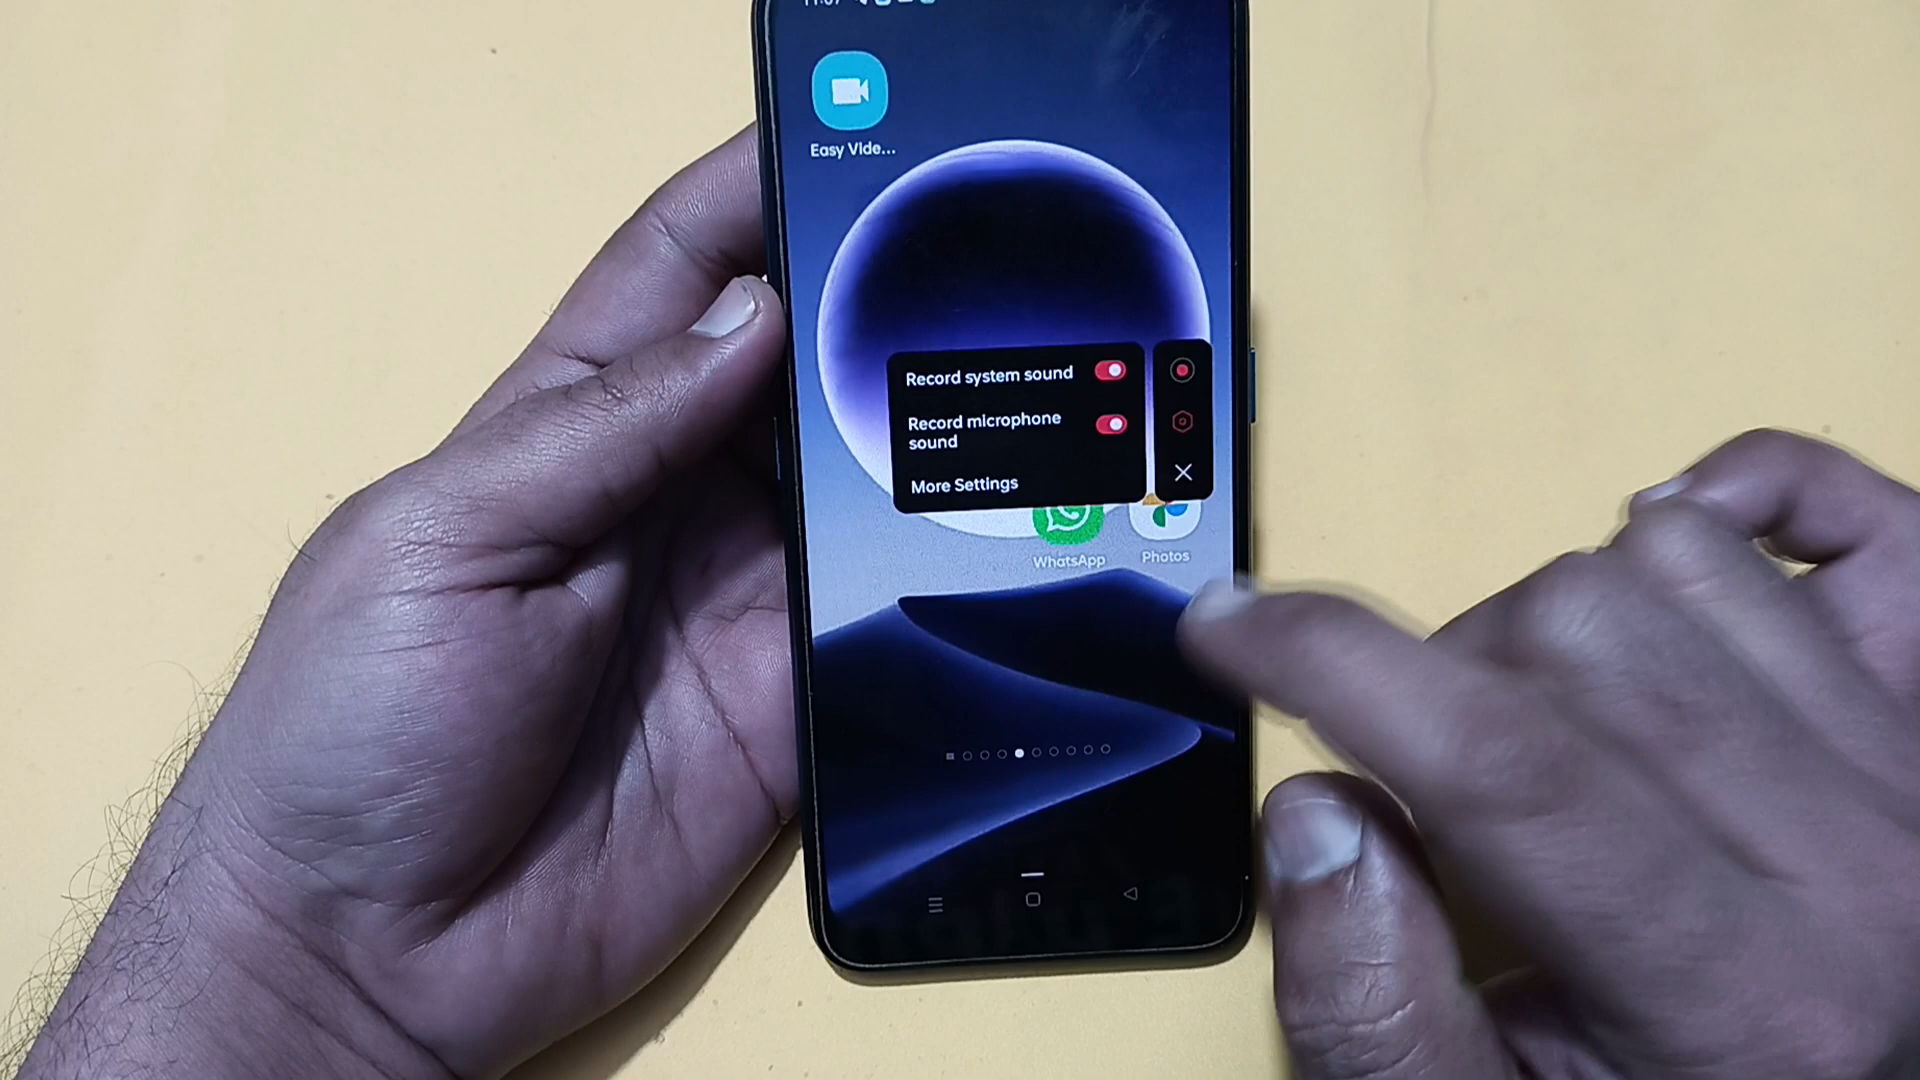 Easy Vide...
Record system sound
Record microphone
sound
More Settings
WhatsApp
Photos